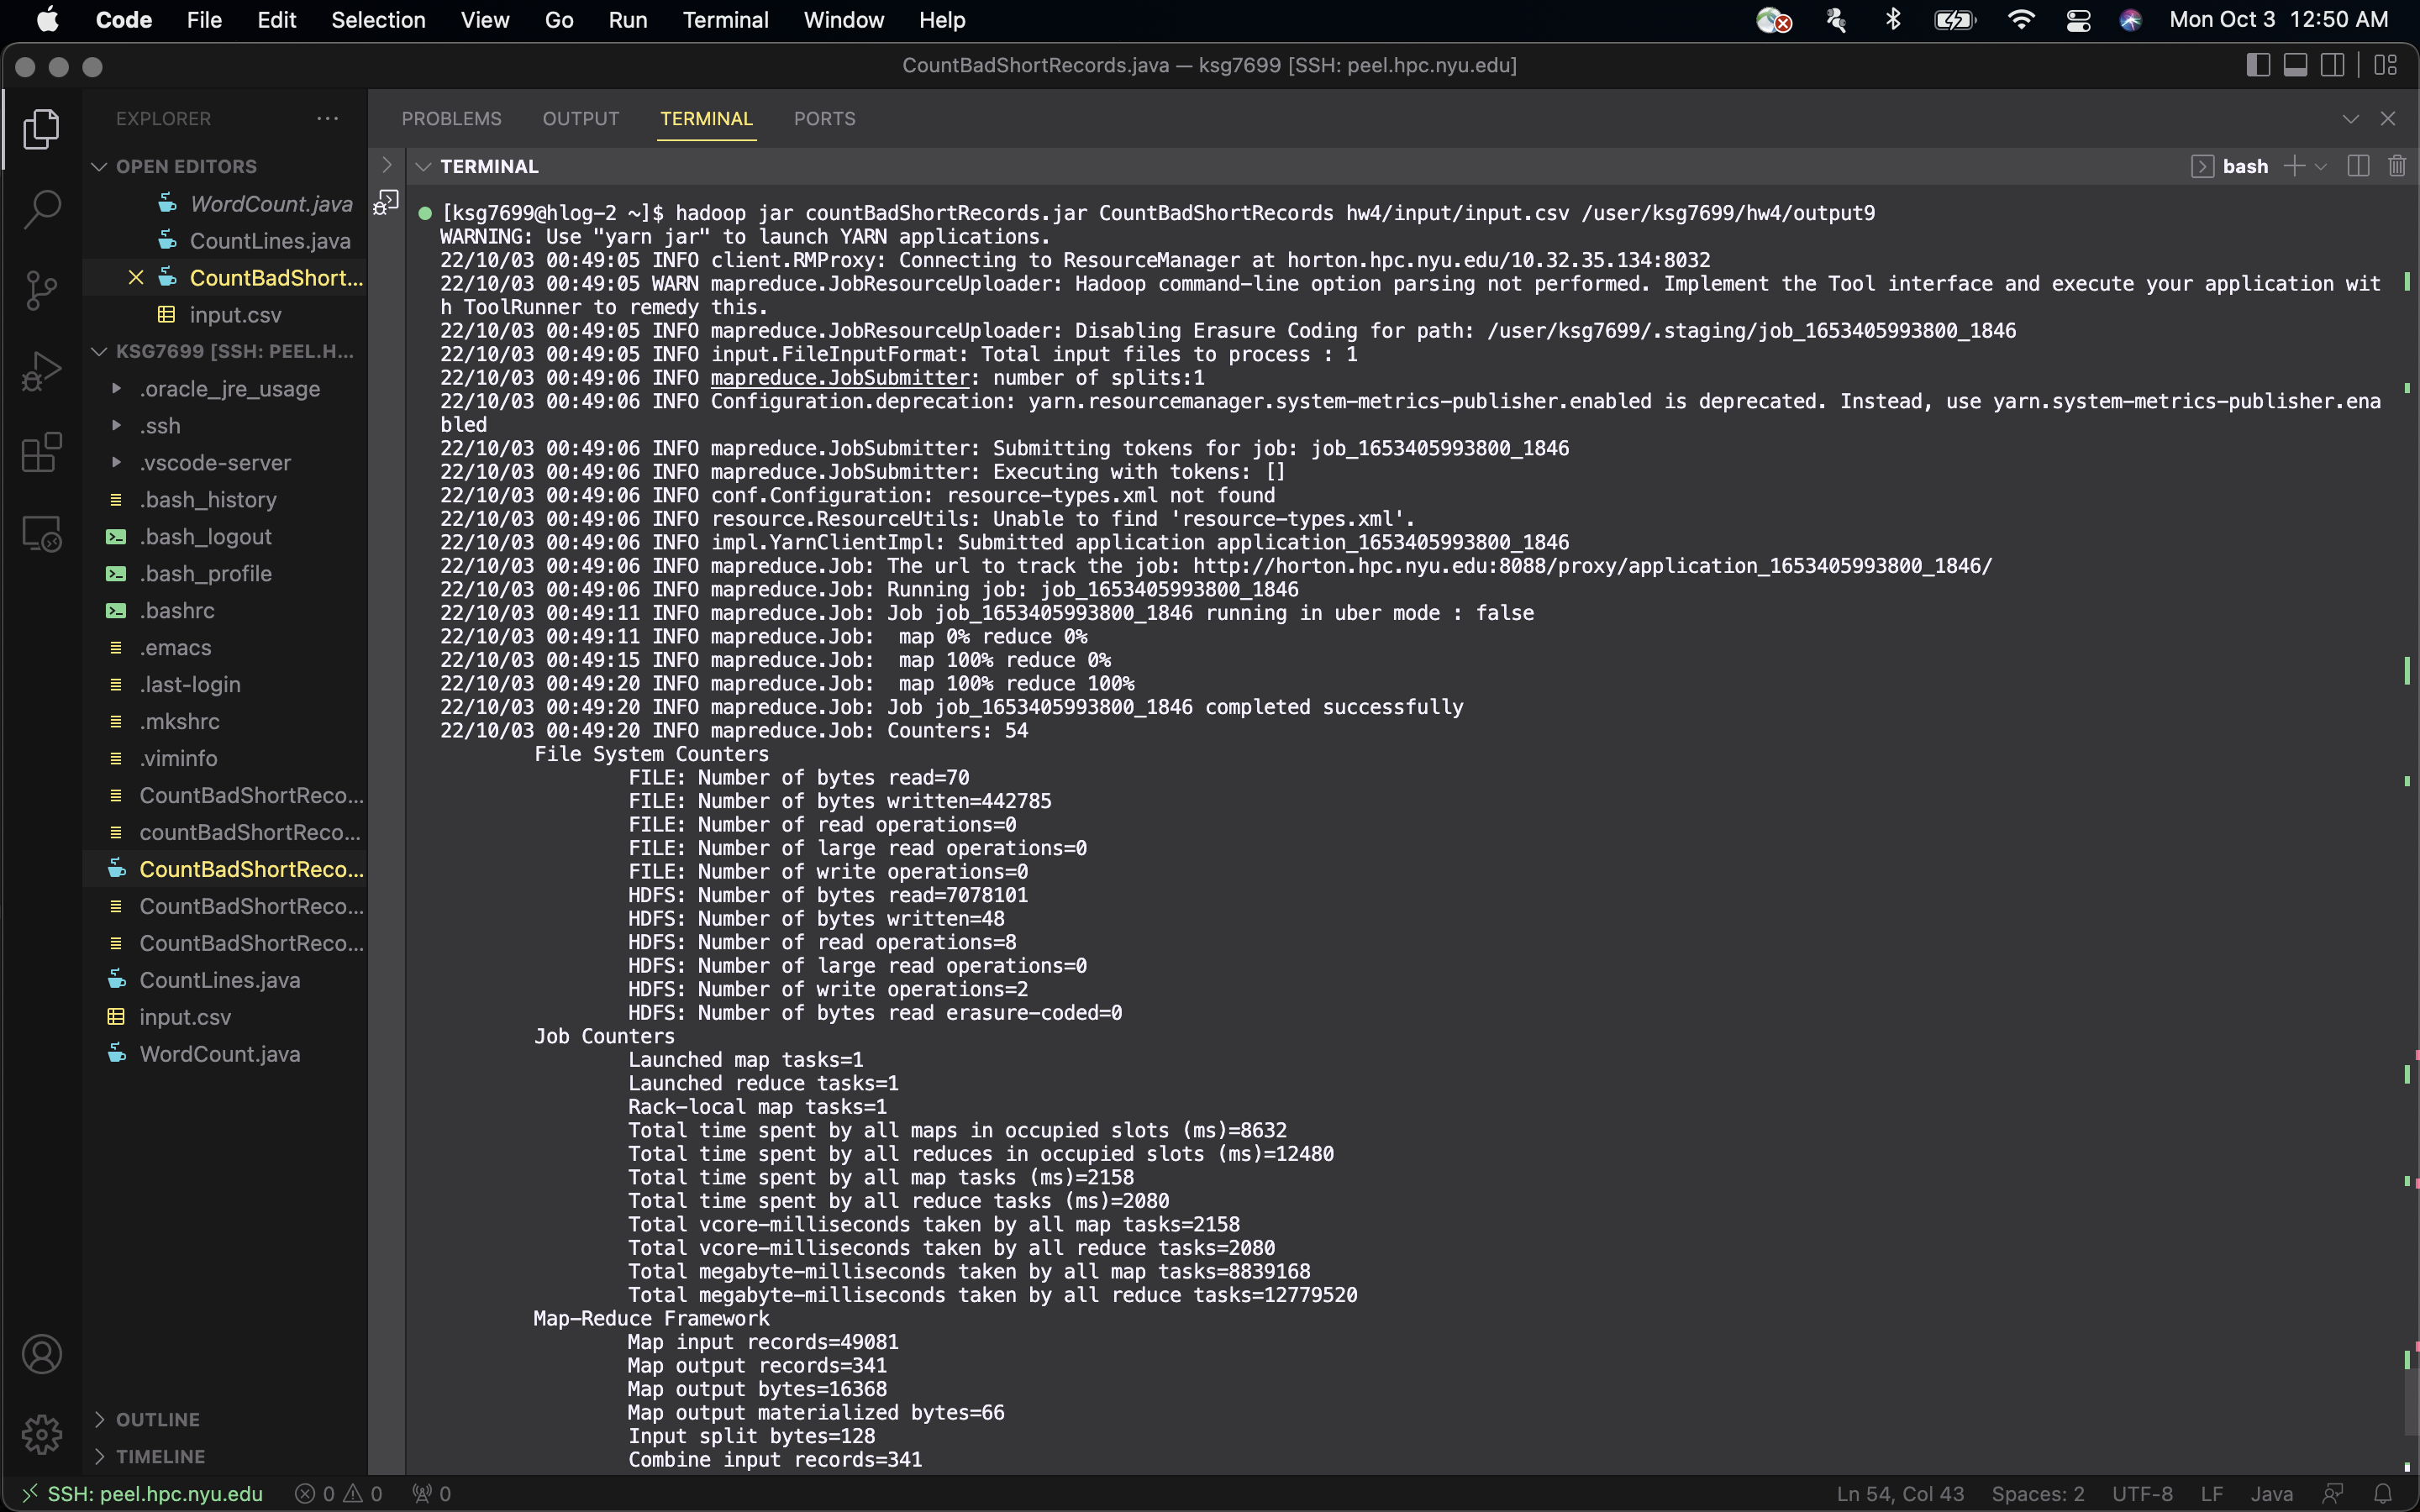 Code File Edit Selection View Go Run Terminal Window Help Mon Oct 3 12:50 AM
CountBadShortRecords.java — ksg7699 [SSH: peel.hpc.nyu.edu]
EXPLORER
OPEN EDITORS
WordCount.java
CountLines.java
CountBadShort...
input.csv
KSG7699 [SSH: PEEL.H...
.oracle_jre_usage
.ssh
.vscode-server
.bash_history
.bash_logout
.bash_profile
.bashrc
.emacs
.last-login
.mkshrc
.viminfo
CountBadShortReco...
countBadShortReco...
CountBadShortReco...
CountBadShortReco...
CountBadShortReco...
CountLines.java
input.csv
WordCount.java
OUTLINE
TIMELINE
PROBLEMS OUTPUT TERMINAL PORTS
TERMINAL
bash
[ksg7699@hlog-2 ~]$ hadoop jar countBadShortRecords.jar CountBadShortRecords hw4/input/input.csv /user/ksg7699/hw4/output9
WARNING: Use "yarn jar" to launch YARN applications.
22/10/03 00:49:05 INFO client.RMProxy: Connecting to ResourceManager at horton.hpc.nyu.edu/10.32.35.134:8032
22/10/03 00:49:05 WARN mapreduce.JobResourceUploader: Hadoop command-line option parsing not performed. Implement the Tool interface and execute your application wit
h ToolRunner to remedy this.
22/10/03 00:49:05 INFO mapreduce.JobResourceUploader: Disabling Erasure Coding for path: /user/ksg7699/.staging/job_1653405993800_1846
22/10/03 00:49:05 INFO input.FileInputFormat: Total input files to process : 1
22/10/03 00:49:06 INFO mapreduce.JobSubmitter: number of splits:1
22/10/03 00:49:06 INFO Configuration.deprecation: yarn.resourcemanager.system-metrics-publisher.enabled is deprecated. Instead, use yarn.system-metrics-publisher.ena
bled
22/10/03 00:49:06 INFO mapreduce.JobSubmitter: Submitting tokens for job: job_1653405993800_1846
22/10/03 00:49:06 INFO mapreduce.JobSubmitter: Executing with tokens: []
22/10/03 00:49:06 INFO conf.Configuration: resource-types.xml not found
22/10/03 00:49:06 INFO resource.ResourceUtils: Unable to find 'resource-types.xml'.
22/10/03 00:49:06 INFO impl.YarnClientImpl: Submitted application application_1653405993800_1846
22/10/03 00:49:06 INFO mapreduce.Job: The url to track the job: http://horton.hpc.nyu.edu:8088/proxy/application_1653405993800_1846/
22/10/03 00:49:06 INFO mapreduce.Job: Running job: job_1653405993800_1846
22/10/03 00:49:11 INFO mapreduce.Job: Job job_1653405993800_1846 running in uber mode : false
22/10/03 00:49:11 INFO mapreduce.Job:  map 0% reduce 0%
22/10/03 00:49:15 INFO mapreduce.Job:  map 100% reduce 0%
22/10/03 00:49:20 INFO mapreduce.Job:  map 100% reduce 100%
22/10/03 00:49:20 INFO mapreduce.Job: Job job_1653405993800_1846 completed successfully
22/10/03 00:49:20 INFO mapreduce.Job: Counters: 54
File System Counters
FILE: Number of bytes read=70
FILE: Number of bytes written=442785
FILE: Number of read operations=0
FILE: Number of large read operations=0
FILE: Number of write operations=0
HDFS: Number of bytes read=7078101
HDFS: Number of bytes written=48
HDFS: Number of read operations=8
HDFS: Number of large read operations=0
HDFS: Number of write operations=2
HDFS: Number of bytes read erasure-coded=0
Job Counters
Launched map tasks=1
Launched reduce tasks=1
Rack-local map tasks=1
Total time spent by all maps in occupied slots (ms)=8632
Total time spent by all reduces in occupied slots (ms)=12480
Total time spent by all map tasks (ms)=2158
Total time spent by all reduce tasks (ms)=2080
Total vcore-milliseconds taken by all map tasks=2158
Total vcore-milliseconds taken by all reduce tasks=2080
Total megabyte-milliseconds taken by all map tasks=8839168
Total megabyte-milliseconds taken by all reduce tasks=12779520
Map-Reduce Framework
Map input records=49081
Map output records=341
Map output bytes=16368
Map output materialized bytes=66
Input split bytes=128
Combine input records=341
SSH: peel.hpc.nyu.edu 0 0 0 Ln 54, Col 43 Spaces: 2 UTF-8 LF Java